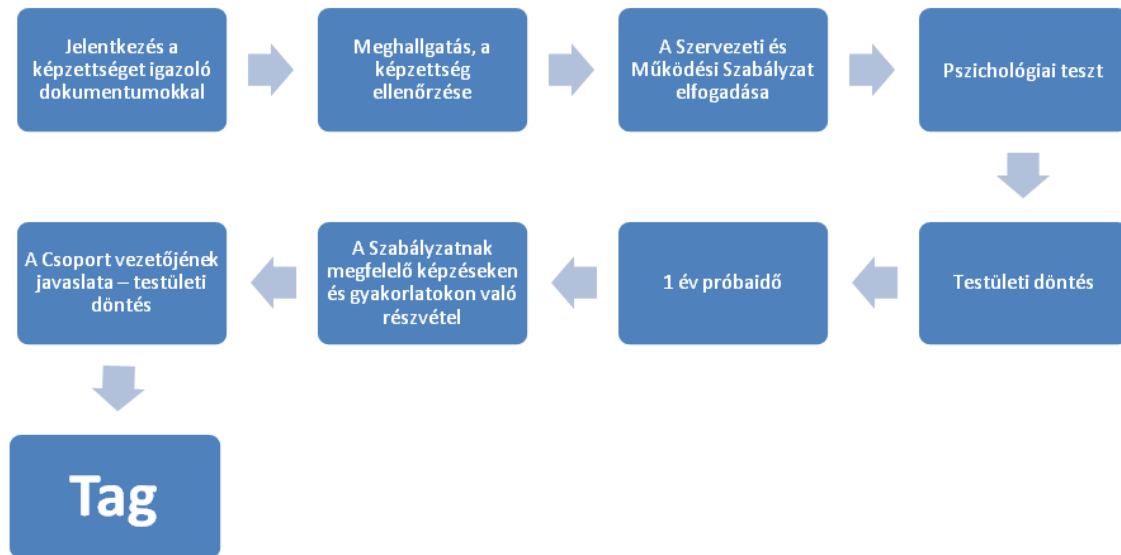 Jelentkezés a
képzettséget igazoló
dokumentumokkal
Meghallgatás, a
képzettség
ellenőrzése
A Szervezeti és
Működési Szabályzat
elfogadása
Pszichológiai teszt
Testületi döntés
1 év próbaidő
A Szabályzatnak
megfelelő képzéseken
és gyakorlatokon való
részvétel
A Csoport vezetőjének
javaslata – testületi
döntés
Tag